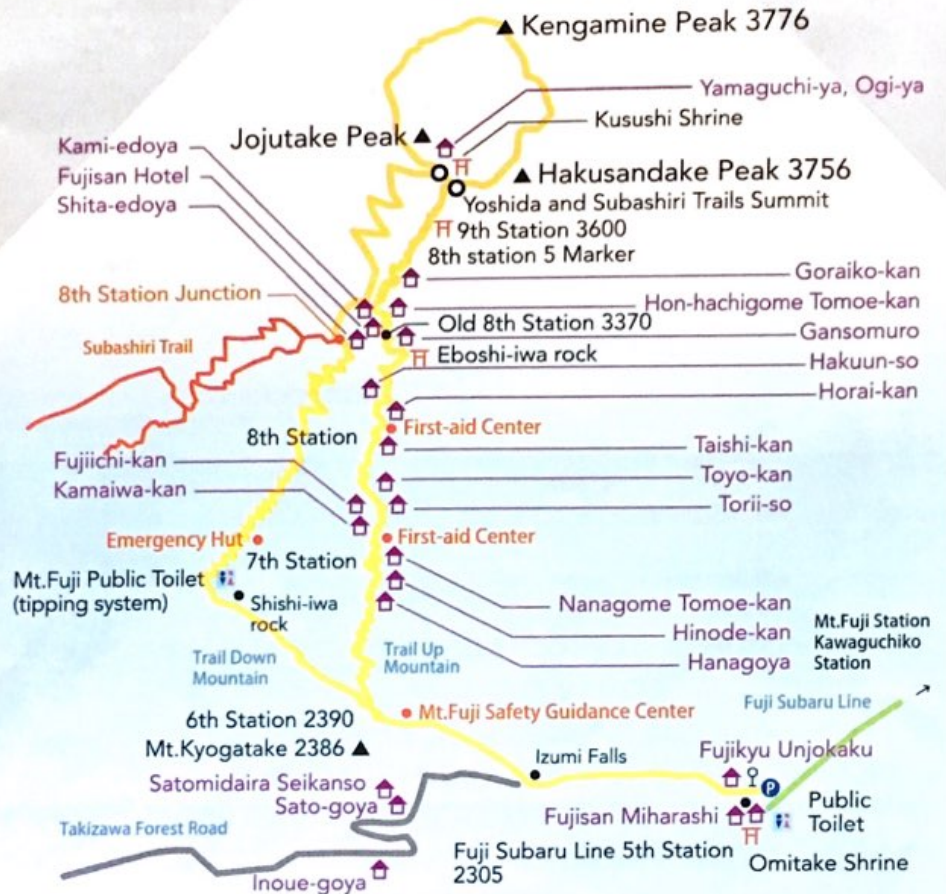 Kengamine Peak 3776
Yamaguchi-ya, Ogi-ya
Kusushi Shrine
Jojutake Peak
Kami-edoya
Fujisan Hotel
Shita-edoya
Hakusandake Peak 3756
Yoshida and Subashiri Trails Summit
9th Station 3600
8th station 5 Marker
Goraiko-kan
8th Station Junction
Hon-hachigome Tomoe-kan
Old 8th Station 3370
Gansomuro
Subashiri Trail
Eboshi-iwa rock
Hakuun-so
Horai-kan
First-aid Center
8th Station
Taishi-kan
Fujiichi-kan
Toyo-kan
Kamaiwa-kan
Torii-so
Emergency Hut
First-aid Center
7th Station
Mt.Fuji Public Toilet
(tipping system)
Shishi-iwa
rock
Nanagome Tomoe-kan
Hinode-kan
Hanagoya
Mt.Fuji Station
Kawaguchiko
Station
Trail Down
Mountain
Trail Up
Mountain
Fuji Subaru Line
6th Station 2390
Mt.Fuji Safety Guidance Center
Mt.Kyogatake 2386
Izumi Falls
Fujikyu Unjokaku
P
Satomidaira Seikanso
Sato-goya
Fujisan Miharashi
Public
Toilet
Takizawa Forest Road
Fuji Subaru Line 5th Station
2305
Omitake Shrine
Inoue-goya